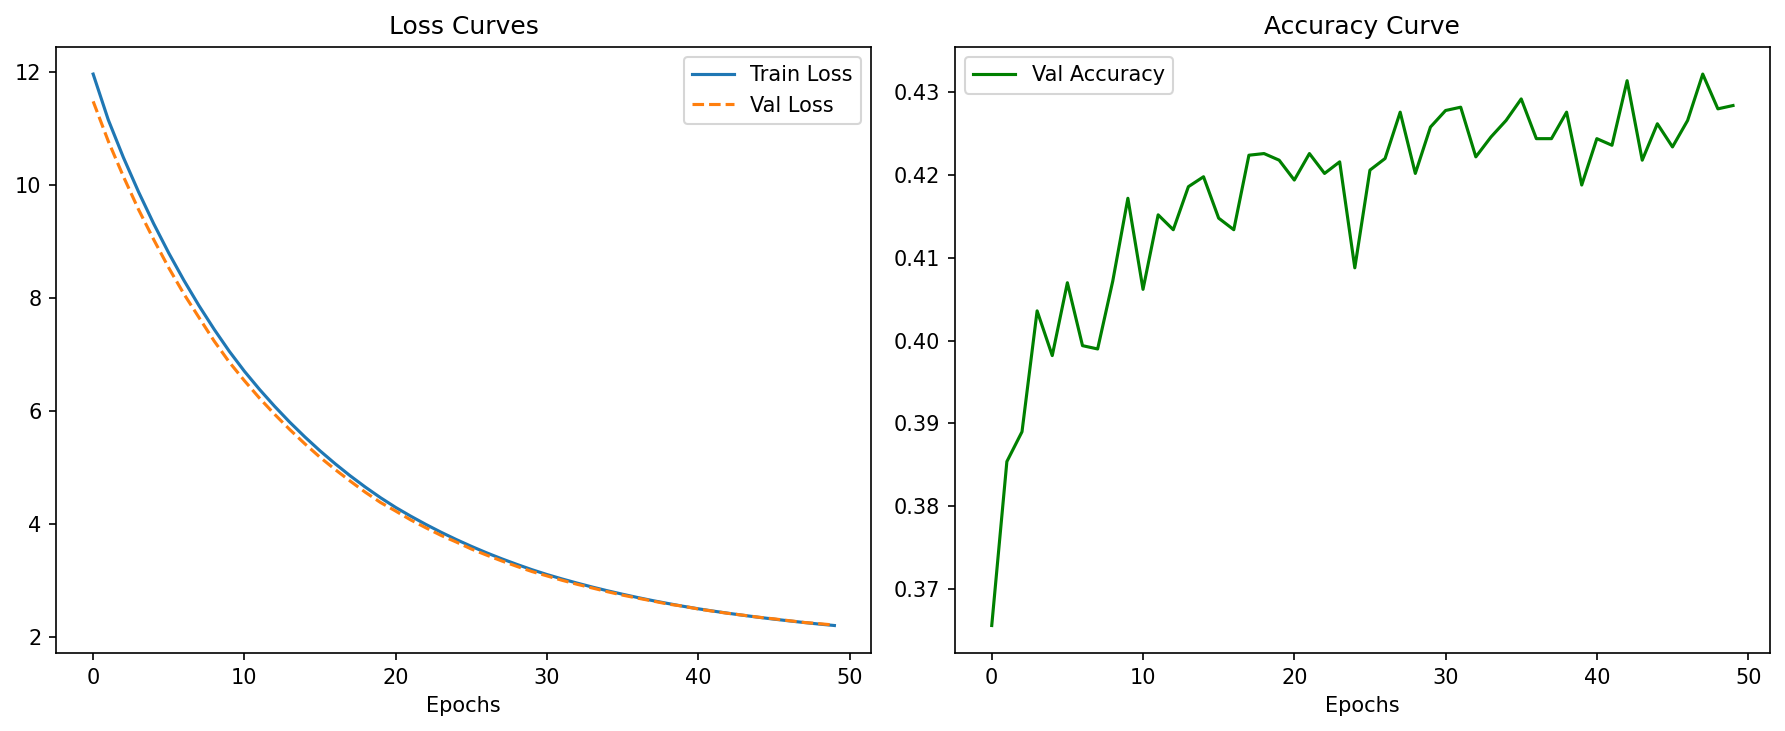 Loss Curves
Train Loss
Val Loss
12
10
8
6
4
2
0 10 20 30 40 50
Epochs
Accuracy Curve
Val Accuracy
0.43
0.42
0.41
0.40
0.39
0.38
0.37
0 10 20 30 40 50
Epochs